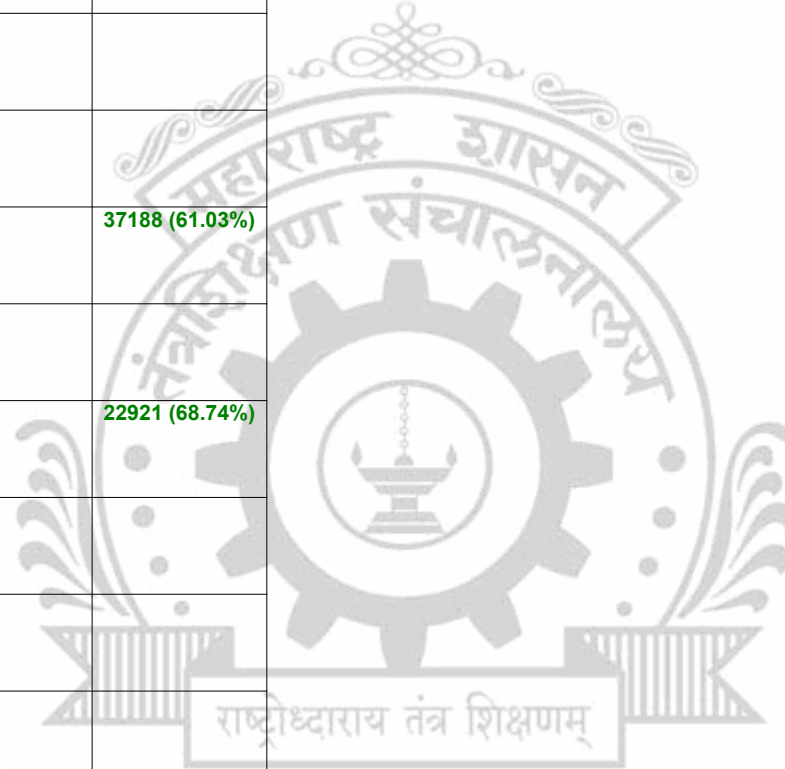 महाराष्ट्र शासन
तंत्रशिक्षण संचालनालय
37188 (61.03%)
22921 (68.74%)
राष्ट्रोध्दाराय तंत्र शिक्षणम्